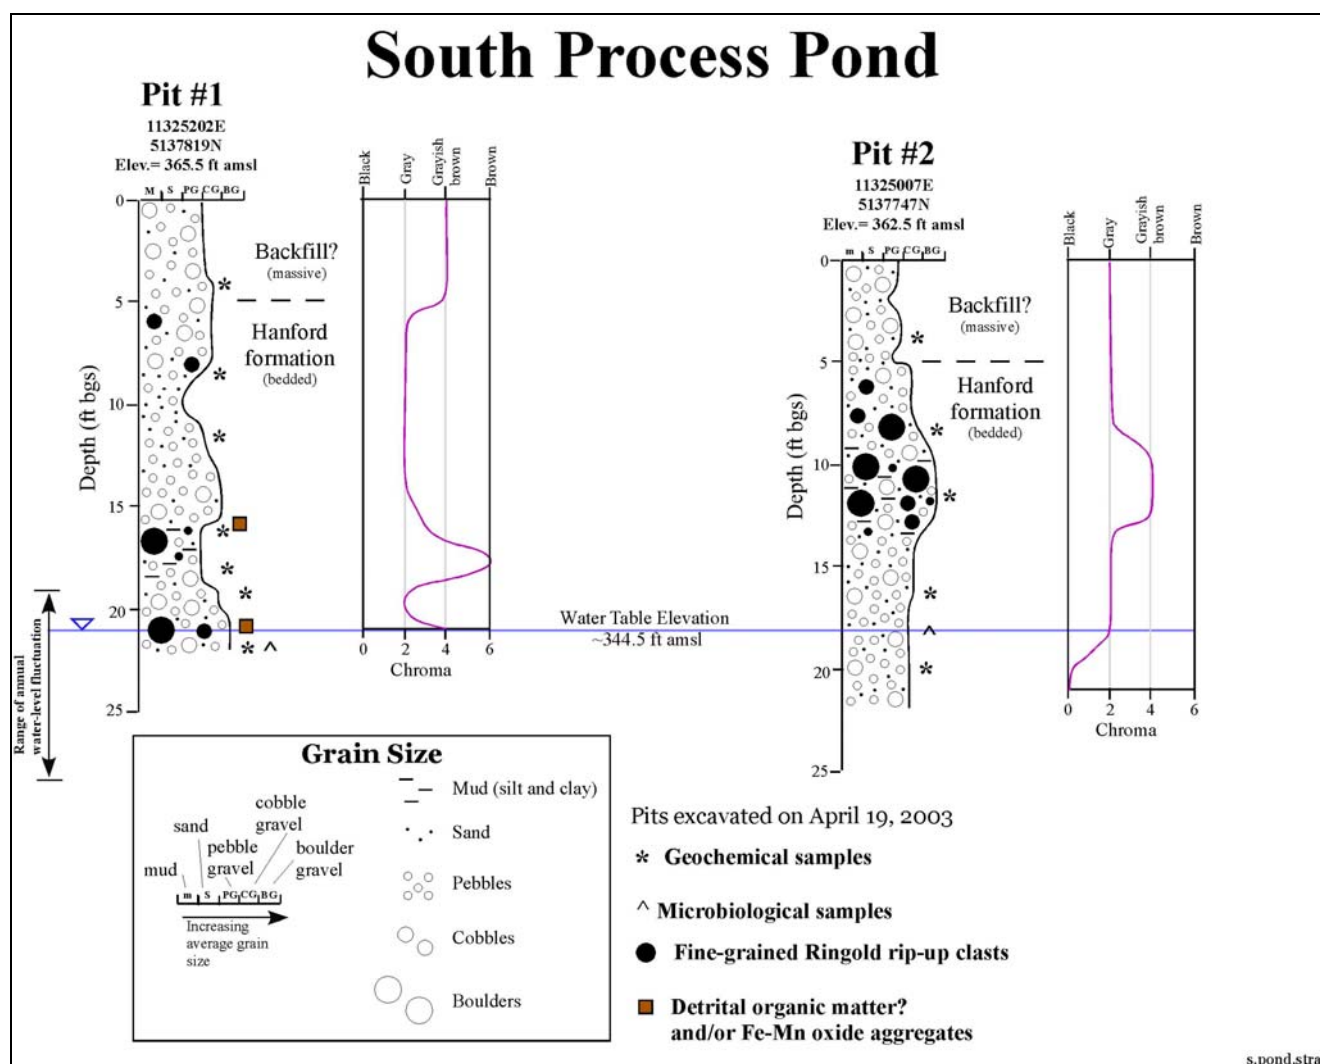 South Process Pond
Pit #1
11325202E
5137819N
Elev.= 365.5 ft amsl
M S PG CG BG
0
5
10
15
20
25
Depth (ft bgs)
Backfill?
(massive)
Hanford
formation
(bedded)
Black
Gray
Grayish
brown
Brown
0 2 4 6
Chroma
Range of annual
water-level fluctuation
Water Table Elevation
~344.5 ft amsl
Pit #2
11325007E
5137747N
Elev.= 362.5 ft amsl
m S PG CG BG
0
5
10
15
20
25
Depth (ft bgs)
Backfill?
(massive)
Hanford
formation
(bedded)
Black
Gray
Grayish
brown
Brown
0 2 4 6
Chroma
Grain Size
mud
sand
pebble
gravel
cobble
gravel
boulder
gravel
m S PG CG BG
Increasing
average grain
size
Mud (silt and clay)
Sand
Pebbles
Cobbles
Boulders
Pits excavated on April 19, 2003
* Geochemical samples
^ Microbiological samples
Fine-grained Ringold rip-up clasts
Detrital organic matter?
and/or Fe-Mn oxide aggregates
s.pond.stra